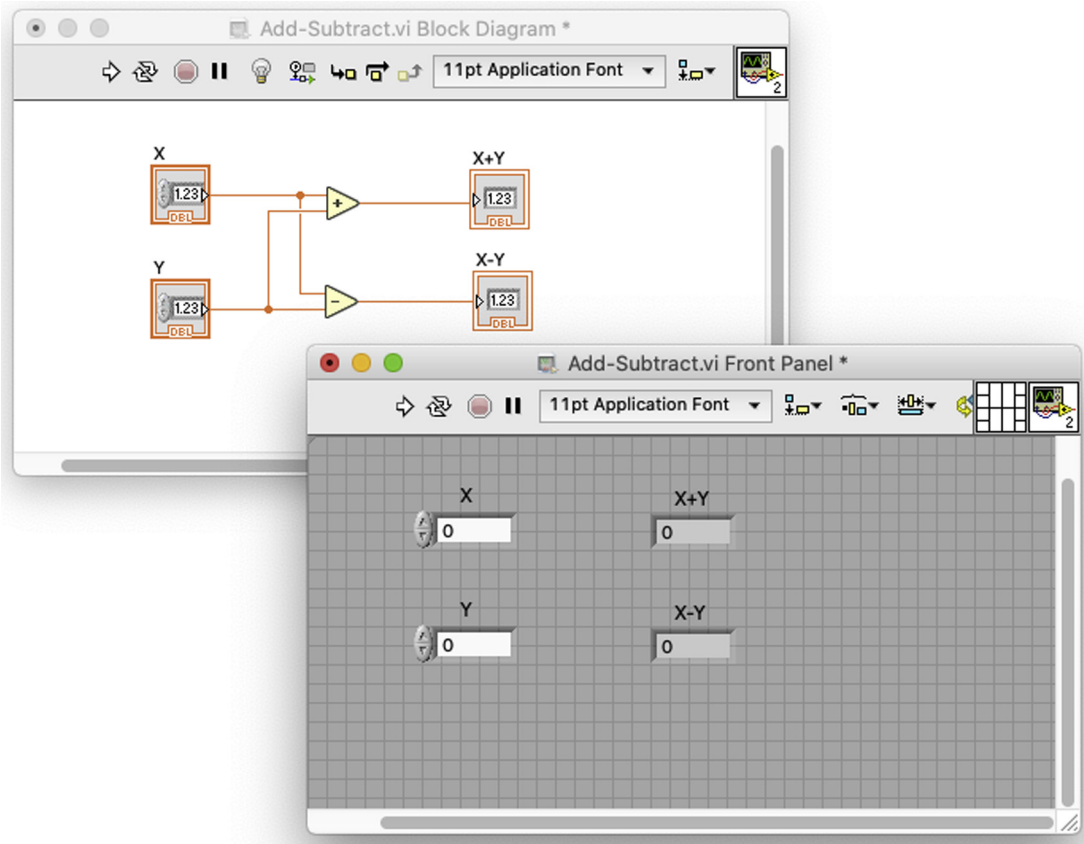 Add-Subtract.vi Block Diagram *
11pt Application Font
2
X
1.23
DBL
X+Y
1.23
DBL
+
Y
1.23
DBL
X-Y
1.23
DBL
-
Add-Subtract.vi Front Panel *
11pt Application Font
2
X
0
X+Y
0
Y
0
X-Y
0